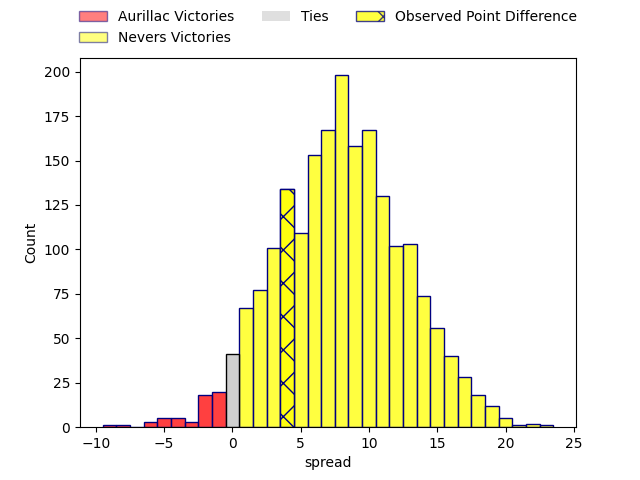 Aurillac Victories
Ties
Observed Point Difference
Nevers Victories
200
175
150
125
100
75
50
25
0
Count
−10
−5
0
5
10
15
20
25
spread